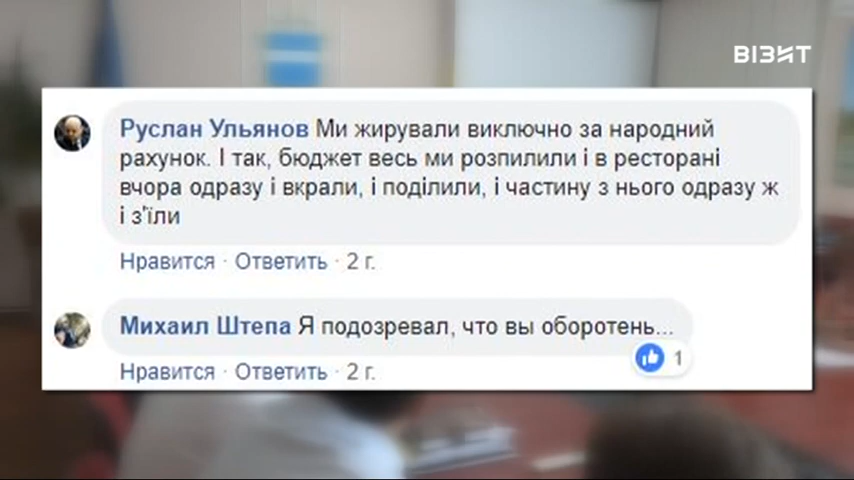 ВІЗИТ
Руслан Ульянов Ми жирували виключно за народний
рахунок. І так, бюджет весь ми розпилили і в ресторані
вчора одразу і вкрали, і поділили, і частину з нього одразу ж
і з'їли
Нравится · Ответить · 2 г.
Михаил Штепа Я подозревал, что вы оборотень...
1
Нравится · Ответить · 2 г.